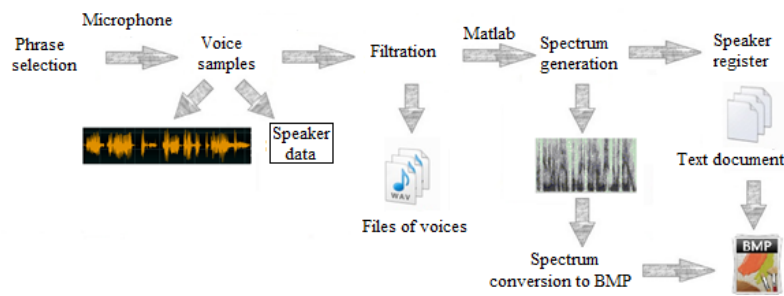 Microphone
Phrase
selection
Voice
samples
Filtration
Matlab
Spectrum
generation
Speaker
register
Speaker
data
WAV
Files of voices
Text document
Spectrum
conversion to BMP
BMP